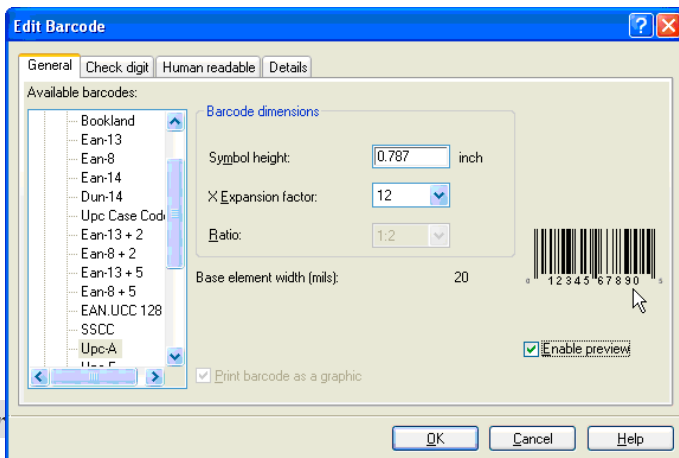 Edit Barcode
General Check digit Human readable Details
Available barcodes:
Bookland
Ean-13
Ean-8
Ean-14
Dun-14
Upc Case Code
Ean-13 + 2
Ean-8 + 2
Ean-13 + 5
Ean-8 + 5
EAN.UCC 128
SSCC
Upc-A
Barcode dimensions
Symbol height: 0.787 inch
X Expansion factor: 12
Ratio: 1:2
Base element width (mils): 20
0 12345 67890 5
Enable preview
Print barcode as a graphic
OK Cancel Help